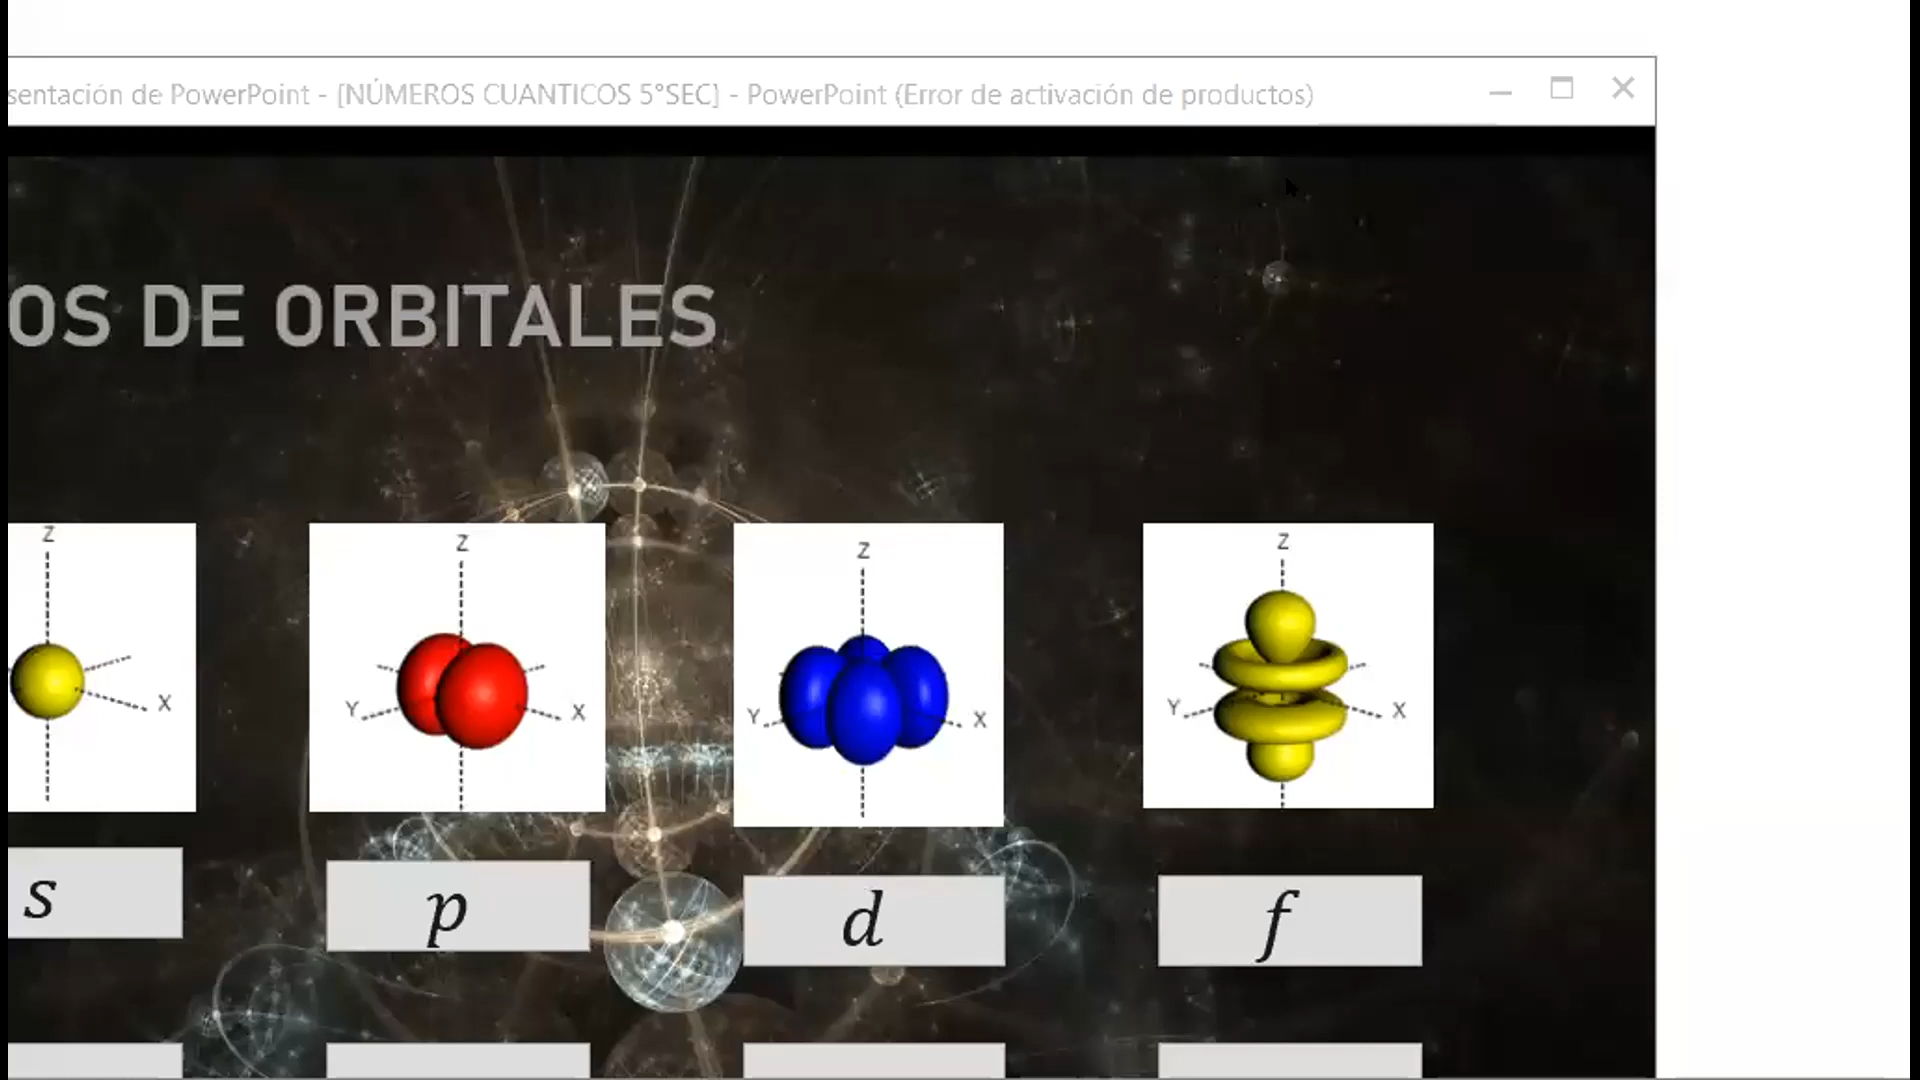 sentación de PowerPoint - [NÚMEROS CUANTICOS 5°SEC] - PowerPoint (Error de activación de productos)
OS DE ORBITALES
Z
X
Z
Y
X
Z
Y
X
Z
Y
X
s
p
d
f